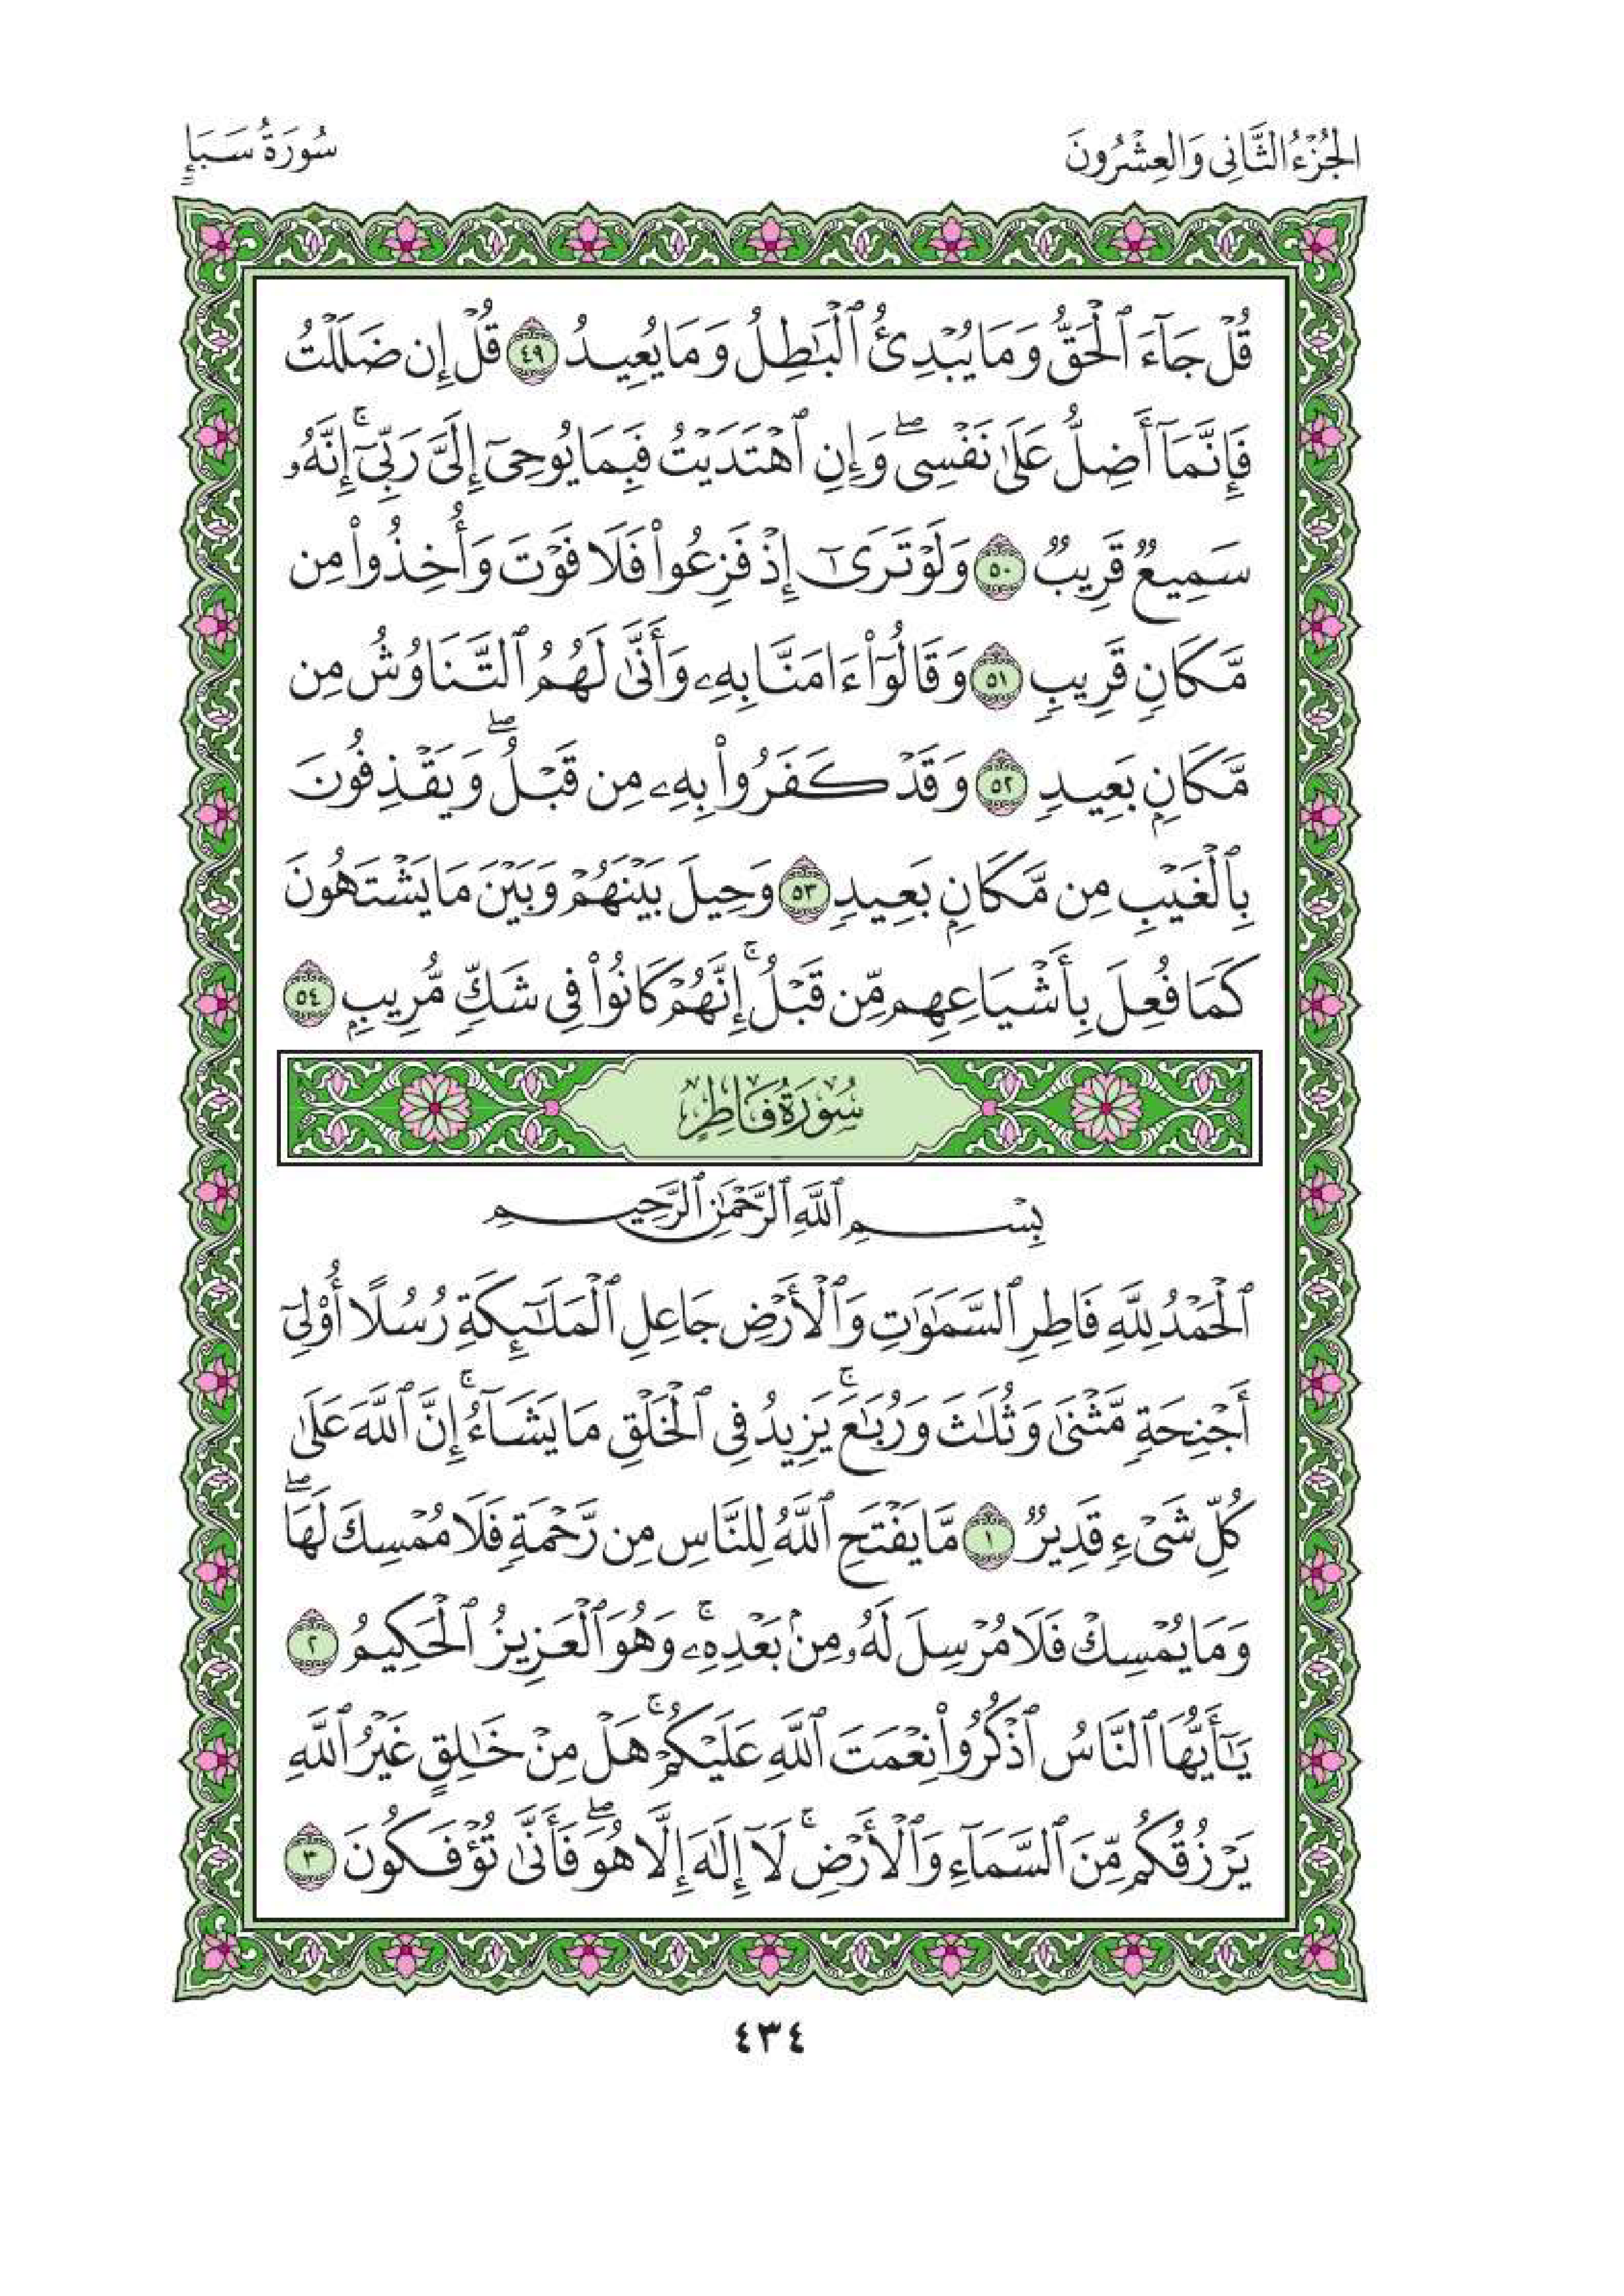 الجُزْءُ الثَّانِي وَالعِشْرُونَ
سُورَةُ سَبَإٍ
قُلْ جَآءَ ٱلْحَقُّ وَمَا يُبْدِئُ ٱلْبَٰطِلُ وَمَا يُعِيدُ ٤٩ قُلْ إِن ضَلَلْتُ
فَإِنَّمَآ أَضِلُّ عَلَىٰ نَفْسِى ۖ وَإِنِ ٱهْتَدَيْتُ فَبِمَا يُوحِىٓ إِلَىَّ رَبِّىٓ ۚ إِنَّهُۥ
سَمِيعٌ قَرِيبٌ ٥٠ وَلَوْ تَرَىٰٓ إِذْ فَزِعُوا۟ فَلَا فَوْتَ وَأُخِذُوا۟ مِن
مَّكَانٍ قَرِيبٍ ٥١ وَقَالُوٓا۟ ءَامَنَّا بِهِۦ وَأَنَّىٰ لَهُمُ ٱلتَّنَاوُشُ مِن
مَّكَانٍۭ بَعِيدٍ ٥٢ وَقَدْ كَفَرُوا۟ بِهِۦ مِن قَبْلُ ۖ وَيَقْذِفُونَ
بِٱلْغَيْبِ مِن مَّكَانٍۭ بَعِيدٍ ٥٣ وَحِيلَ بَيْنَهُمْ وَبَيْنَ مَا يَشْتَهُونَ
كَمَا فُعِلَ بِأَشْيَاعِهِم مِّن قَبْلُ ۚ إِنَّهُمْ كَانُوا۟ فِى شَكٍّ مُّرِيبٍۭ ٥٤
سُورَةُ فَاطِرٍ
بِسْمِ ٱللَّهِ ٱلرَّحْمَٰنِ ٱلرَّحِيمِ
ٱلْحَمْدُ لِلَّهِ فَاطِرِ ٱلسَّمَٰوَٰتِ وَٱلْأَرْضِ جَاعِلِ ٱلْمَلَٰٓئِكَةِ رُسُلًا أُو۟لِىٓ
أَجْنِحَةٍ مَّثْنَىٰ وَثُلَٰثَ وَرُبَٰعَ ۚ يَزِيدُ فِى ٱلْخَلْقِ مَا يَشَآءُ ۚ إِنَّ ٱللَّهَ عَلَىٰ
كُلِّ شَىْءٍ قَدِيرٌ ١ مَّا يَفْتَحِ ٱللَّهُ لِلنَّاسِ مِن رَّحْمَةٍ فَلَا مُمْسِكَ لَهَا ۖ
وَمَا يُمْسِكْ فَلَا مُرْسِلَ لَهُۥ مِنۢ بَعْدِهِۦ ۚ وَهُوَ ٱلْعَزِيزُ ٱلْحَكِيمُ ٢
يَٰٓأَيُّهَا ٱلنَّاسُ ٱذْكُرُوا۟ نِعْمَتَ ٱللَّهِ عَلَيْكُمْ ۚ هَلْ مِنْ خَٰلِقٍ غَيْرُ ٱللَّهِ
يَرْزُقُكُم مِّنَ ٱلسَّمَآءِ وَٱلْأَرْضِ ۚ لَآ إِلَٰهَ إِلَّا هُوَ ۖ فَأَنَّىٰ تُؤْفَكُونَ ٣
٤٣٤